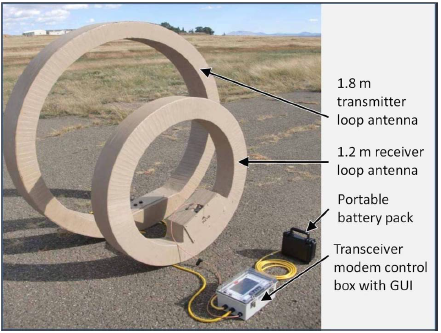 1.8 m
transmitter
loop antenna
1.2 m receiver
loop antenna
Portable
battery pack
Transceiver
modem control
box with GUI